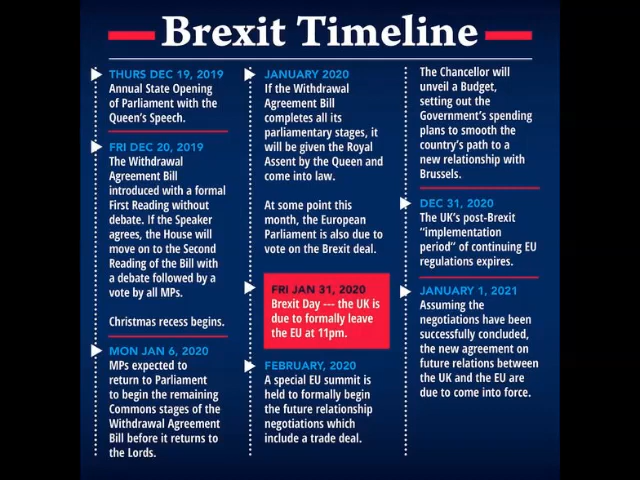 Brexit Timeline
THURS DEC 19, 2019
Annual State Opening
of Parliament with the
Queen's Speech.
FRI DEC 20, 2019
The Withdrawal
Agreement Bill
introduced with a formal
First Reading without
debate. If the Speaker
agrees, the House will
move on to the Second
Reading of the Bill with
a debate followed by a
vote by all MPs.
Christmas recess begins.
MON JAN 6, 2020
MPs expected to
return to Parliament
to begin the remaining
Commons stages of the
Withdrawal Agreement
Bill before it returns to
the Lords.
JANUARY 2020
If the Withdrawal
Agreement Bill
completes all its
parliamentary stages, it
will be given the Royal
Assent by the Queen and
come into law.
At some point this
month, the European
Parliament is also due to
vote on the Brexit deal.
FRI JAN 31, 2020
Brexit Day --- the UK is
due to formally leave
the EU at 11pm.
FEBRUARY, 2020
A special EU summit is
held to formally begin
the future relationship
negotiations which
include a trade deal.
The Chancellor will
unveil a Budget,
setting out the
Government's spending
plans to smooth the
country's path to a
new relationship with
Brussels.
DEC 31, 2020
The UK's post-Brexit
"implementation
period" of continuing EU
regulations expires.
JANUARY 1, 2021
Assuming the
negotiations have been
successfully concluded,
the new agreement on
future relations between
the UK and the EU are
due to come into force.